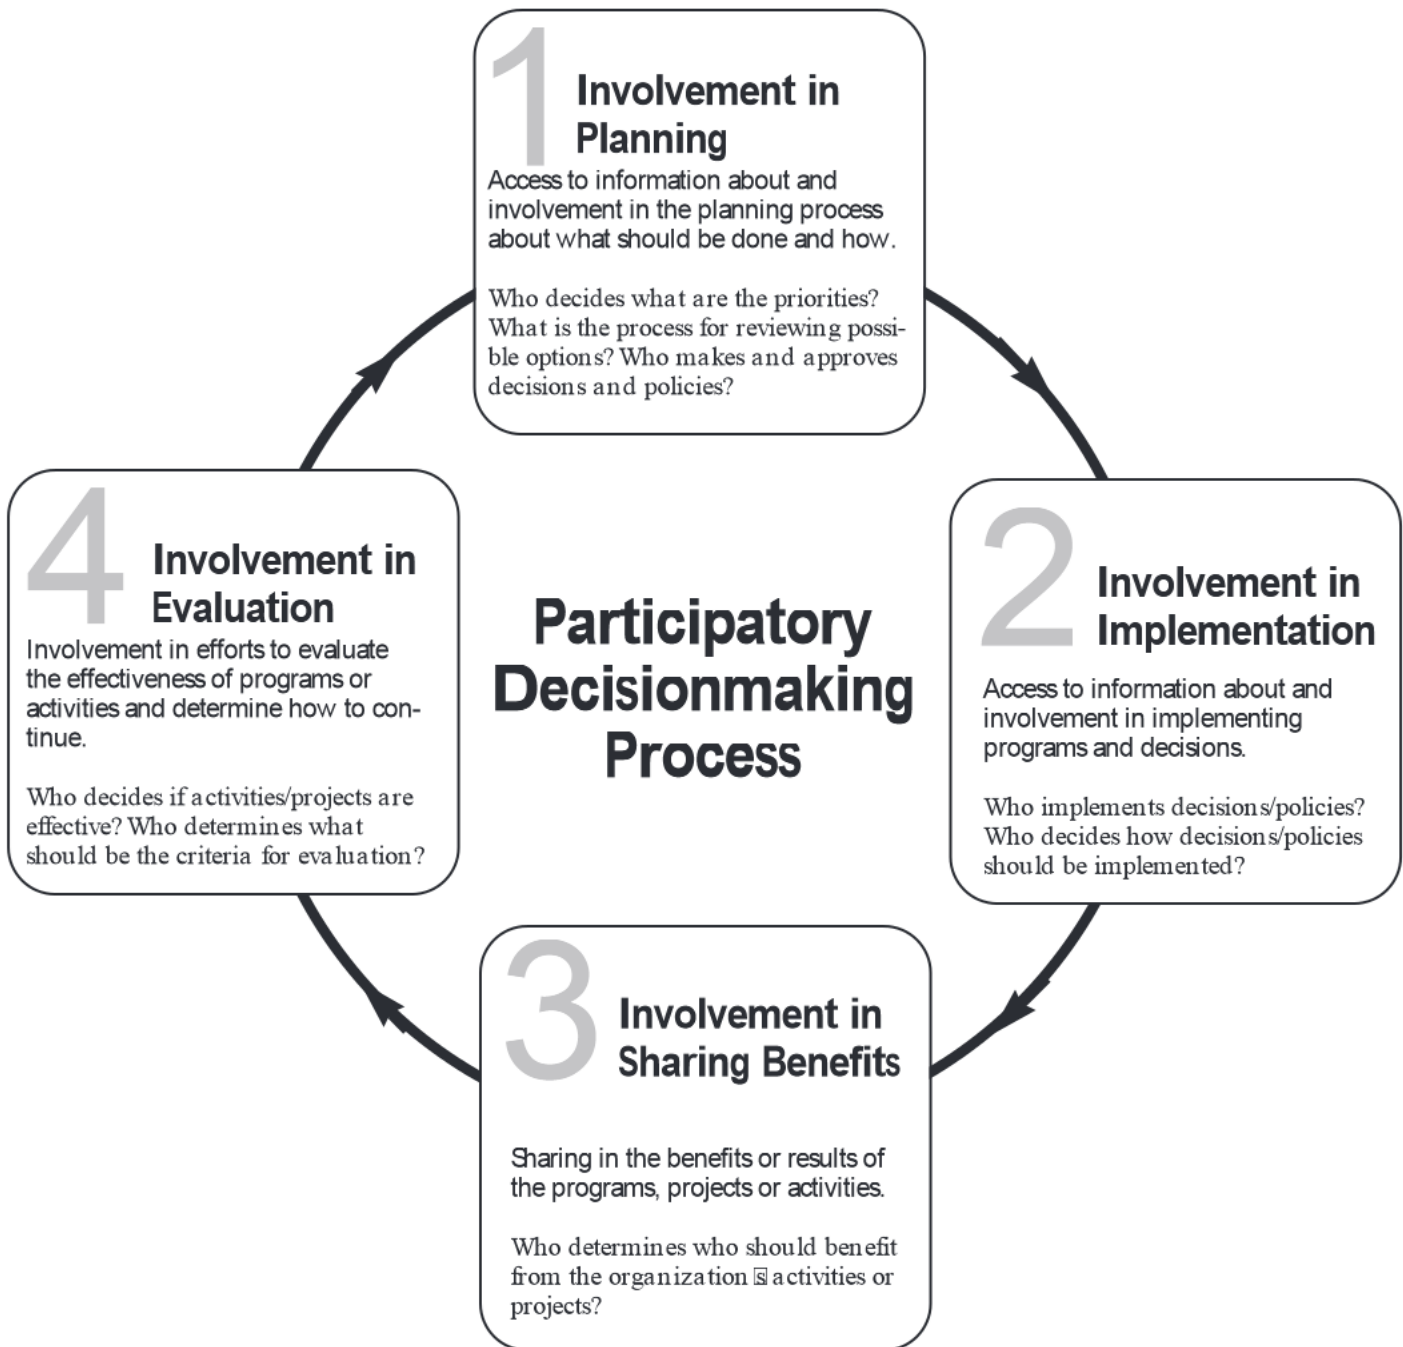 1
Involvement in
Planning
Access to information about and
involvement in the planning process
about what should be done and how.
Who decides what are the priorities?
What is the process for reviewing possi-
ble options? Who makes and approves
decisions and policies?
2
Involvement in
Implementation
Access to information about and
involvement in implementing
programs and decisions.
Who implements decisions/policies?
Who decides how decisions/policies
should be implemented?
3
Involvement in
Sharing Benefits
Sharing in the benefits or results of
the programs, projects or activities.
Who determines who should benefit
from the organization s activities or
projects?
4
Involvement in
Evaluation
Involvement in efforts to evaluate
the effectiveness of programs or
activities and determine how to con-
tinue.
Who decides if activities/projects are
effective? Who determines what
should be the criteria for evaluation?
Participatory
Decisionmaking
Process